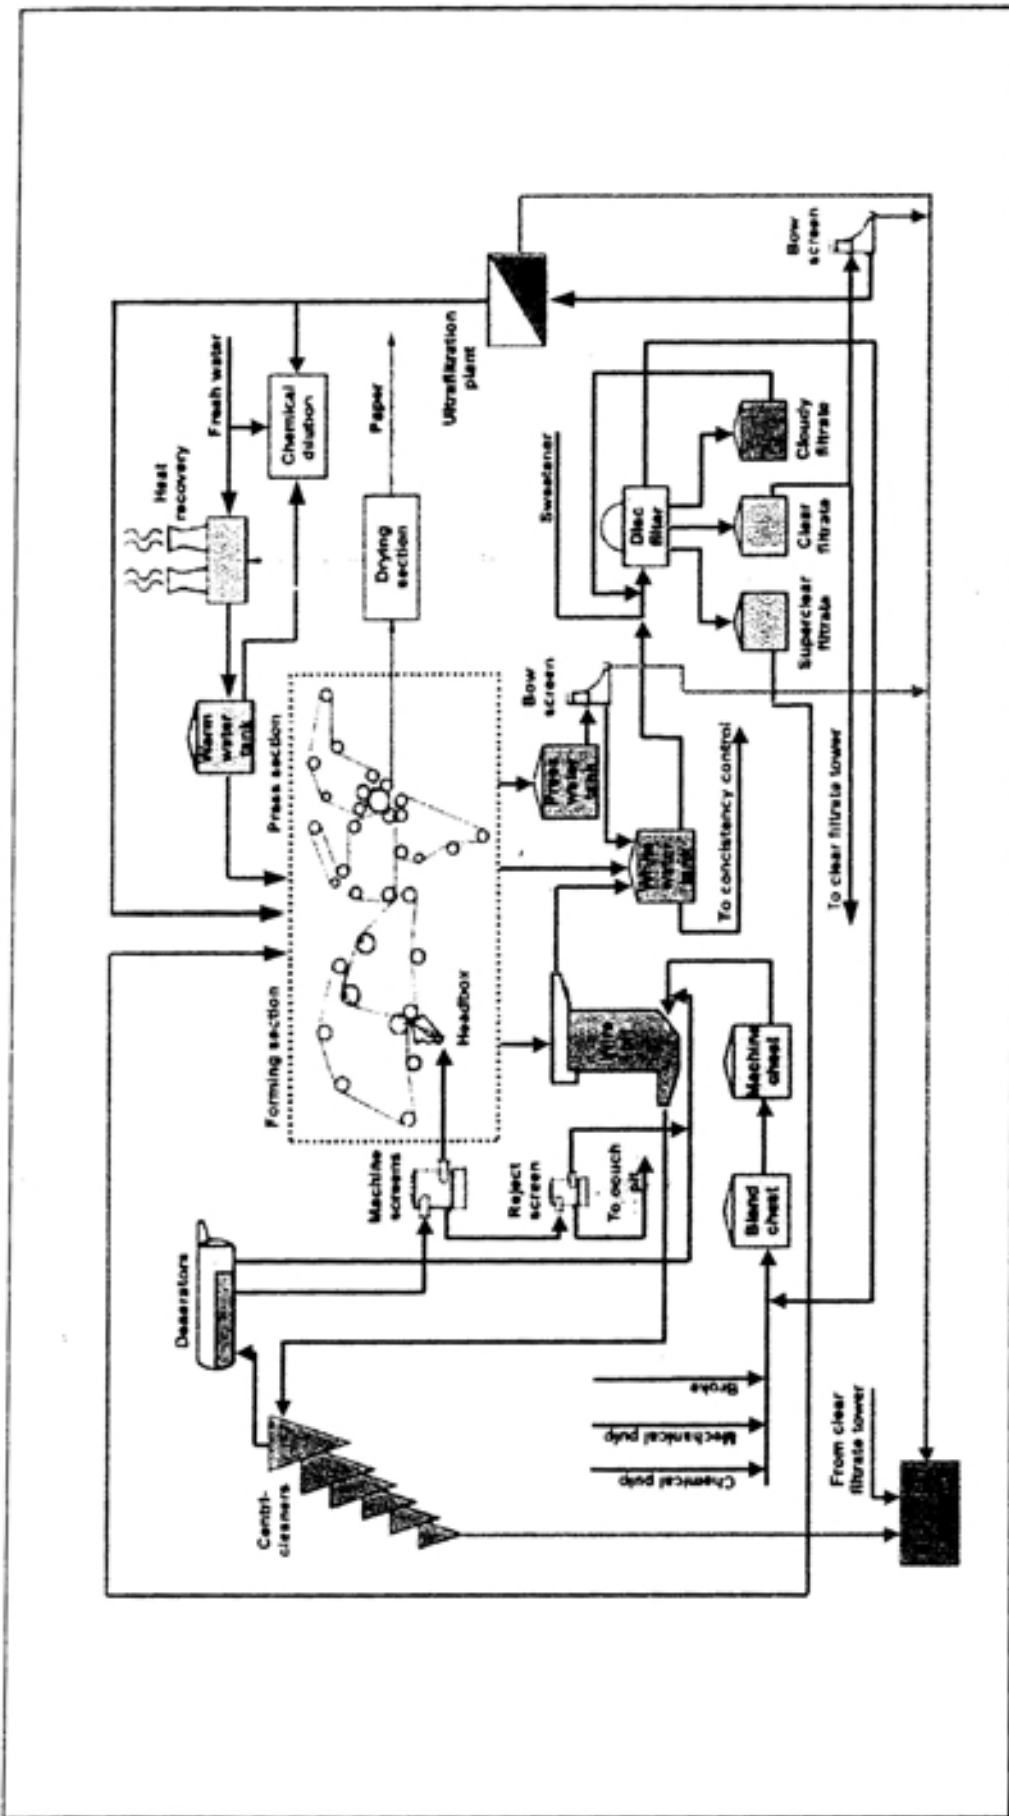 Deaerators
Centri-
cleaners
Machine
screens
Reject
screen
To couch
pit
Forming section
Press section
Headbox
Warm
water
tank
Heat
recovery
Fresh water
Chemical
dilution
Drying
section
Paper
Ultrafiltration
plant
Press
water
tank
Bow
screen
White
water
tank
To concistency control
Sweetener
Disc
filter
Superclear
filtrate
Clear
filtrate
Cloudy
filtrate
Bow
screen
To clear filtrate tower
Machine
chest
Blend
chest
Broke
Mechanical pulp
Chemical pulp
From clear
filtrate tower
Wire